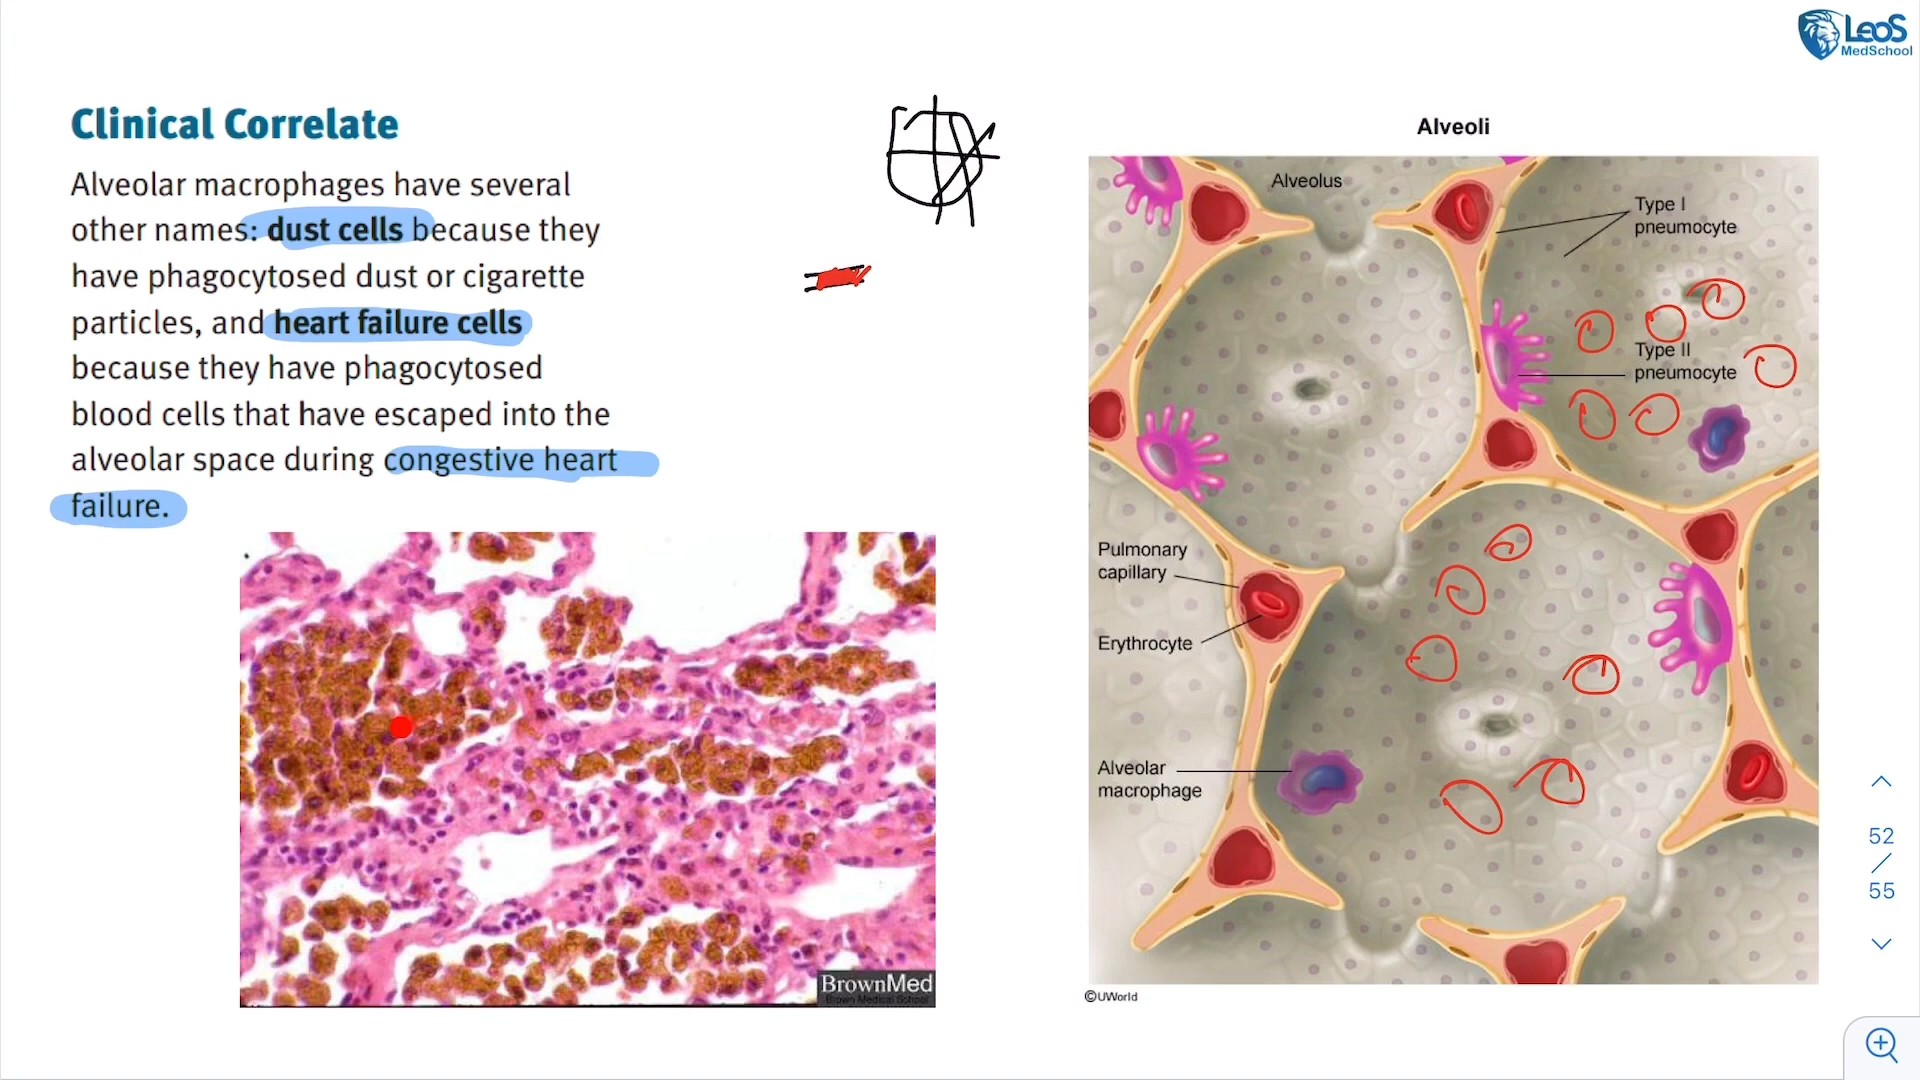 LeoS
MedSchool
Clinical Correlate
Alveolar macrophages have several
other names: dust cells because they
have phagocytosed dust or cigarette
particles, and heart failure cells
because they have phagocytosed
blood cells that have escaped into the
alveolar space during congestive heart
failure.
BrownMed
Brown Medical School
Alveoli
Alveolus
Type I
pneumocyte
Type II
pneumocyte
Pulmonary
capillary
Erythrocyte
Alveolar
macrophage
©UWorld
52
/
55